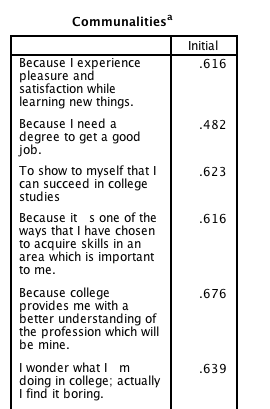 Communalitiesᵃ
Initial
Because I experience .616
pleasure and
satisfaction while
learning new things.
Because I need a .482
degree to get a good
job.
To show to myself that I .623
can succeed in college
studies
Because it s one of the .616
ways that I have chosen
to acquire skills in an
area which is important
to me.
Because college .676
provides me with a
better understanding of
the profession which will
be mine.
I wonder what I m .639
doing in college; actually
I find it boring.